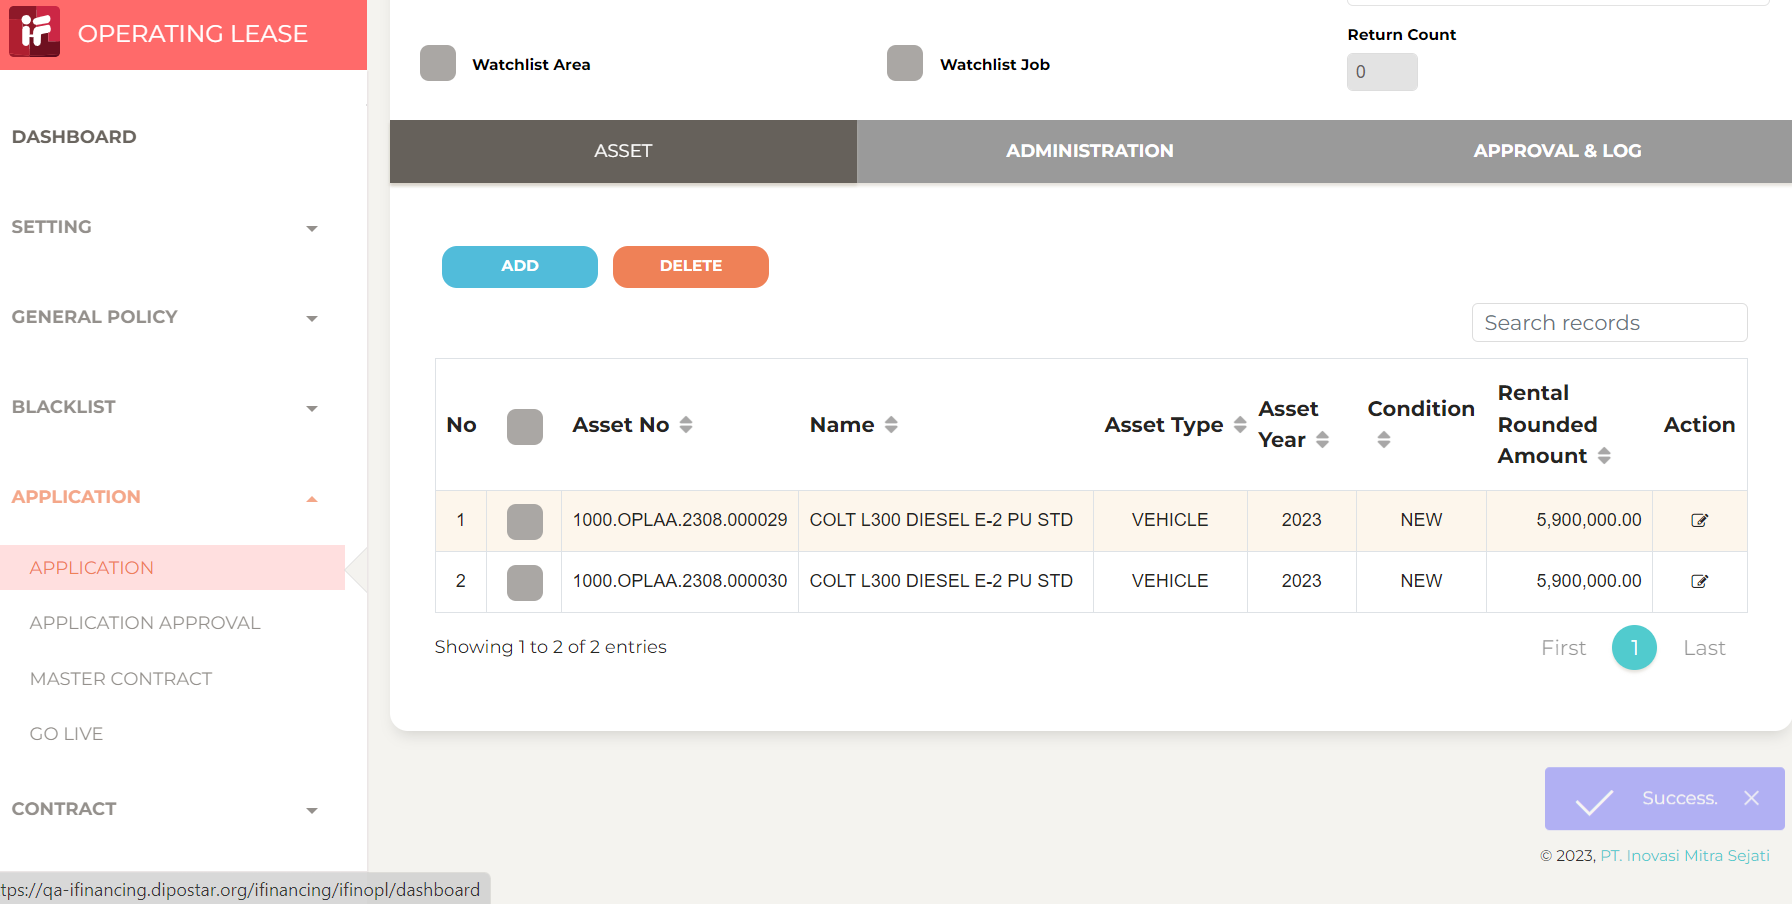 iF
OPERATING LEASE
DASHBOARD
SETTING
GENERAL POLICY
BLACKLIST
APPLICATION
APPLICATION
APPLICATION APPROVAL
MASTER CONTRACT
GO LIVE
CONTRACT
Watchlist Area
Watchlist Job
Return Count
0
ASSET
ADMINISTRATION
APPROVAL & LOG
ADD
DELETE
Search records
No Asset No Name Asset Type Asset Year Condition Rental Rounded Amount Action
1 1000.OPLAA.2308.000029 COLT L300 DIESEL E-2 PU STD VEHICLE 2023 NEW 5,900,000.00
2 1000.OPLAA.2308.000030 COLT L300 DIESEL E-2 PU STD VEHICLE 2023 NEW 5,900,000.00
Showing 1 to 2 of 2 entries
First 1 Last
Success.
© 2023, PT. Inovasi Mitra Sejati
tps://qa-ifinancing.dipostar.org/ifinancing/ifinopl/dashboard